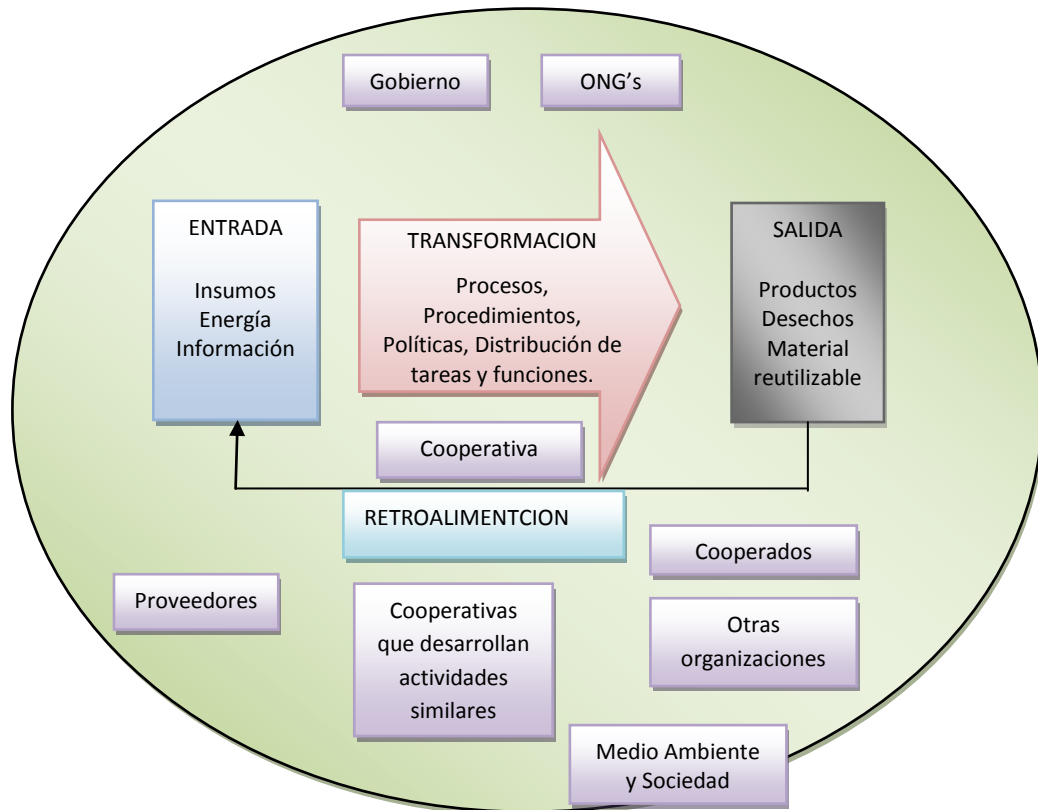 Gobierno
ONG's
ENTRADA
Insumos
Energía
Información
TRANSFORMACION
Procesos,
Procedimientos,
Políticas, Distribución de
tareas y funciones.
SALIDA
Productos
Desechos
Material
reutilizable
Cooperativa
RETROALIMENTCION
Cooperados
Proveedores
Cooperativas
que desarrollan
actividades
similares
Otras
organizaciones
Medio Ambiente
y Sociedad